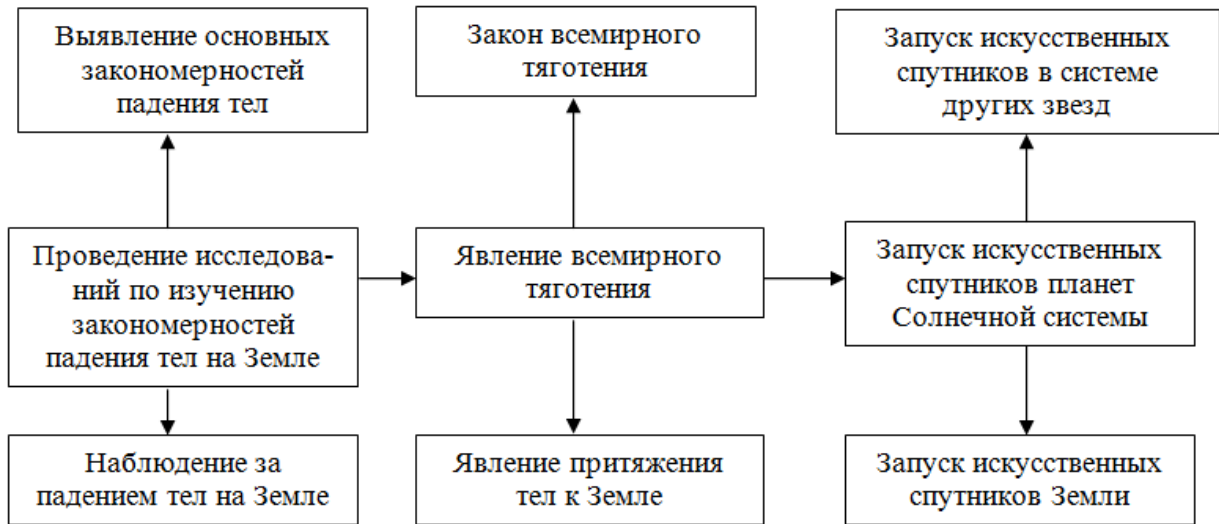 Выявление основных
закономерностей
падения тел
Закон всемирного
тяготения
Запуск искусственных
спутников в системе
других звезд
Проведение исследова-
ний по изучению
закономерностей
падения тел на Земле
Явление всемирного
тяготения
Запуск искусственных
спутников планет
Солнечной системы
Наблюдение за
падением тел на Земле
Явление притяжения
тел к Земле
Запуск искусственных
спутников Земли